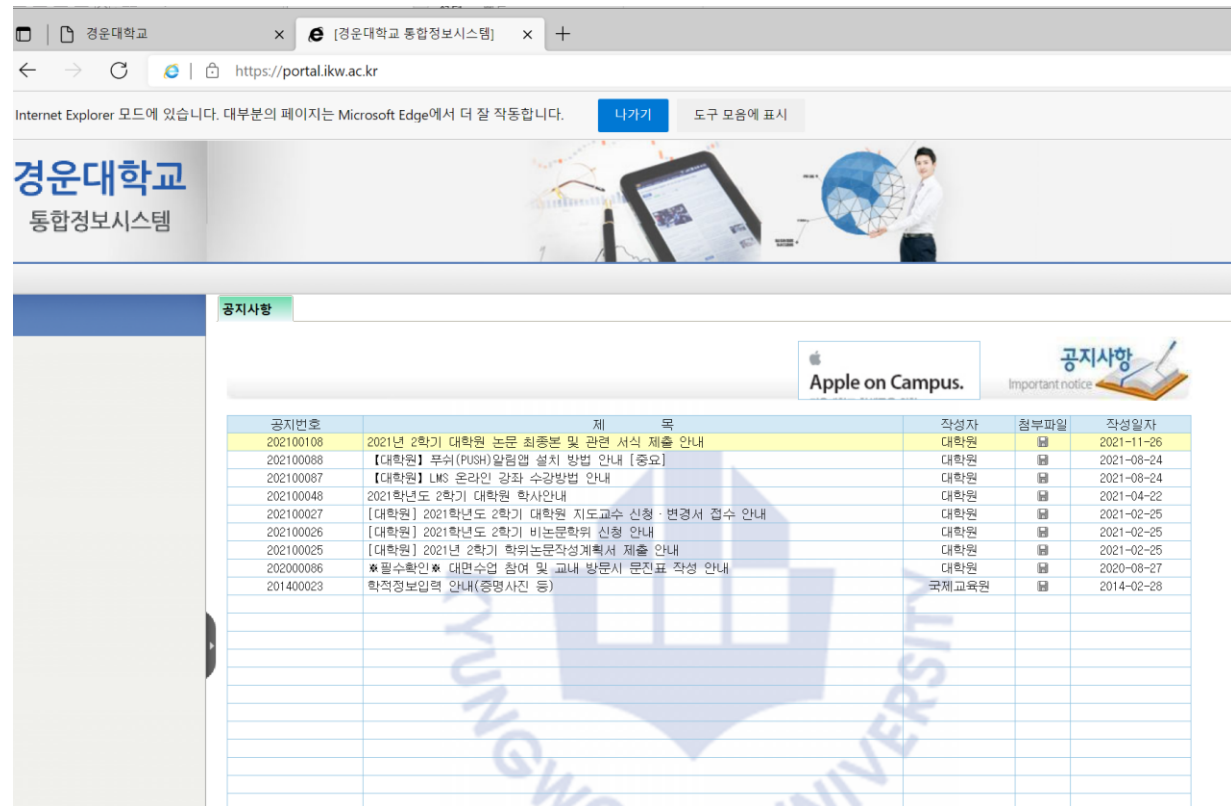 경운대학교
[경운대학교 통합정보시스템]
https://portal.ikw.ac.kr
Internet Explorer 모드에 있습니다. 대부분의 페이지는 Microsoft Edge에서 더 잘 작동합니다. 나가기 도구 모음에 표시
경운대학교
통합정보시스템
공지사항
Apple on Campus.
공지사항
Important notice
공지번호 제 목 작성자 첨부파일 작성일자
202100108 2021년 2학기 대학원 논문 최종본 및 관련 서식 제출 안내 대학원 2021-11-26
202100088 【대학원】푸쉬(PUSH)알림앱 설치 방법 안내 [중요] 대학원 2021-08-24
202100087 【대학원】LMS 온라인 강좌 수강방법 안내 대학원 2021-08-24
202100048 2021학년도 2학기 대학원 학사안내 대학원 2021-04-22
202100027 [대학원] 2021학년도 2학기 대학원 지도교수 신청·변경서 접수 안내 대학원 2021-02-25
202100026 [대학원] 2021학년도 2학기 비논문학위 신청 안내 대학원 2021-02-25
202100025 [대학원] 2021년 2학기 학위논문작성계획서 제출 안내 대학원 2021-02-25
202000086 ※필수확인※ 대면수업 참여 및 교내 방문시 문진표 작성 안내 대학원 2020-08-27
201400023 학적정보입력 안내(증명사진 등) 국제교육원 2014-02-28